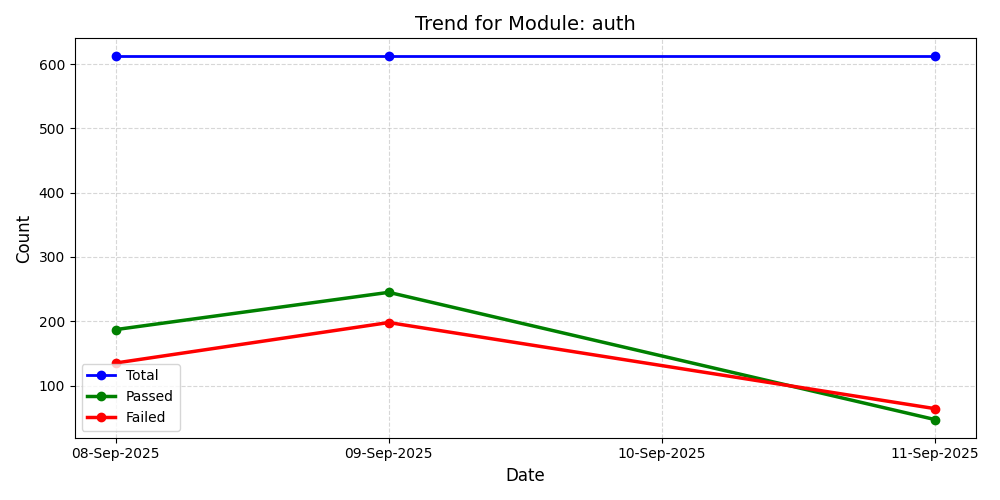 Trend for Module: auth
600
500
400
300
200
100
Count
Total
Passed
Failed
08-Sep-2025 09-Sep-2025 10-Sep-2025 11-Sep-2025
Date